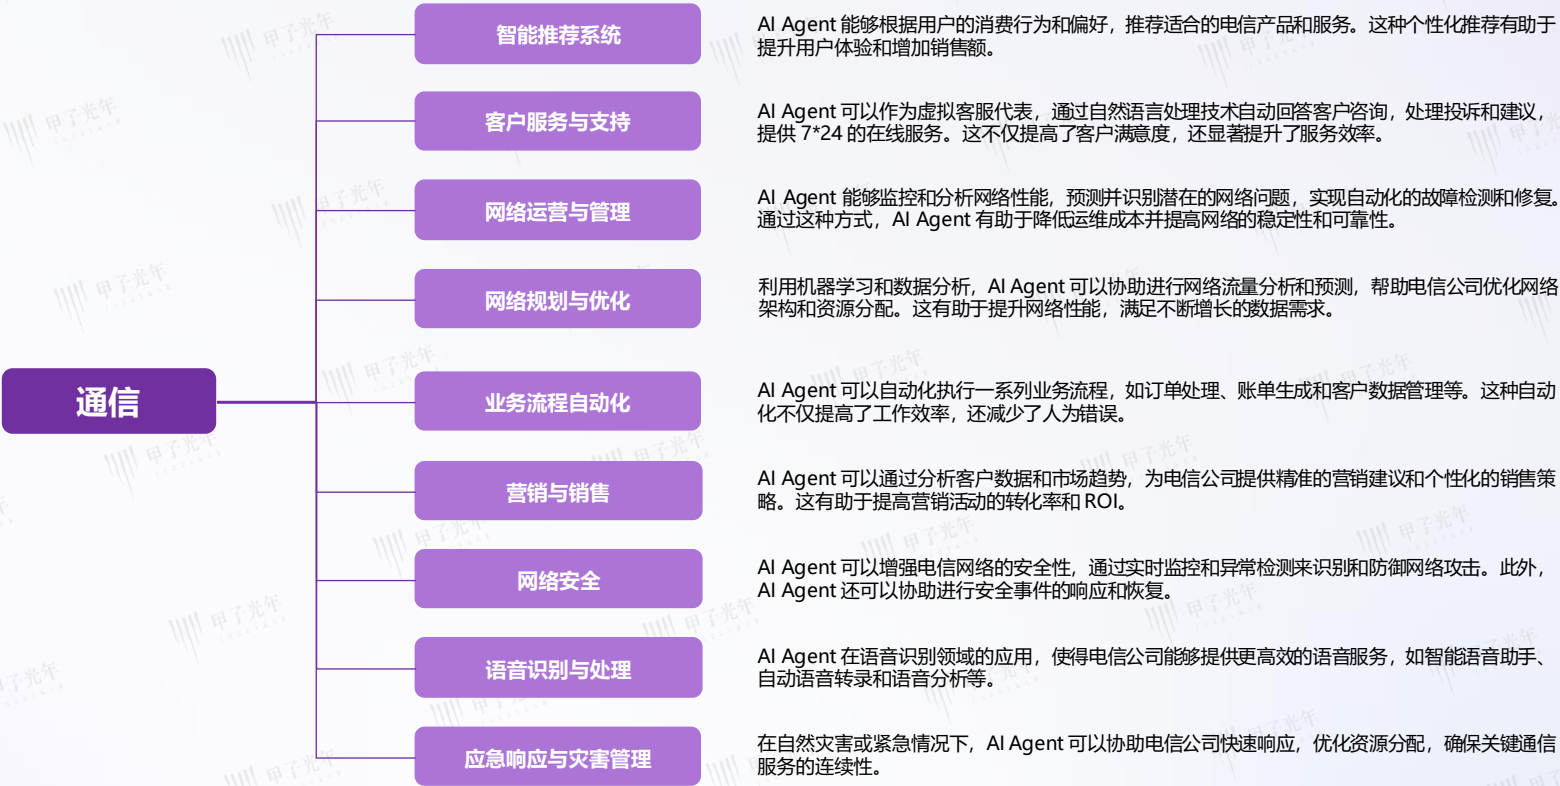 智能推荐系统
AI Agent 能够根据用户的消费行为和偏好，推荐适合的电信产品和服务。这种个性化推荐有助于
提升用户体验和增加销售额。
客户服务与支持
AI Agent 可以作为虚拟客服代表，通过自然语言处理技术自动回答客户咨询，处理投诉和建议，
提供 7*24 的在线服务。这不仅提高了客户满意度，还显著提升了服务效率。
网络运营与管理
AI Agent 能够监控和分析网络性能，预测并识别潜在的网络问题，实现自动化的故障检测和修复。
通过这种方式，AI Agent 有助于降低运维成本并提高网络的稳定性和可靠性。
网络规划与优化
利用机器学习和数据分析，AI Agent 可以协助进行网络流量分析和预测，帮助电信公司优化网络
架构和资源分配。这有助于提升网络性能，满足不断增长的数据需求。
通信
业务流程自动化
AI Agent 可以自动化执行一系列业务流程，如订单处理、账单生成和客户数据管理等。这种自动
化不仅提高了工作效率，还减少了人为错误。
营销与销售
AI Agent 可以通过分析客户数据和市场趋势，为电信公司提供精准的营销建议和个性化的销售策
略。这有助于提高营销活动的转化率和 ROI。
网络安全
AI Agent 可以增强电信网络的安全性，通过实时监控和异常检测来识别和防御网络攻击。此外，
AI Agent 还可以协助进行安全事件的响应和恢复。
语音识别与处理
AI Agent 在语音识别领域的应用，使得电信公司能够提供更高效的语音服务，如智能语音助手、
自动语音转录和语音分析等。
应急响应与灾害管理
在自然灾害或紧急情况下，AI Agent 可以协助电信公司快速响应，优化资源分配，确保关键通信
服务的连续性。
甲子光年